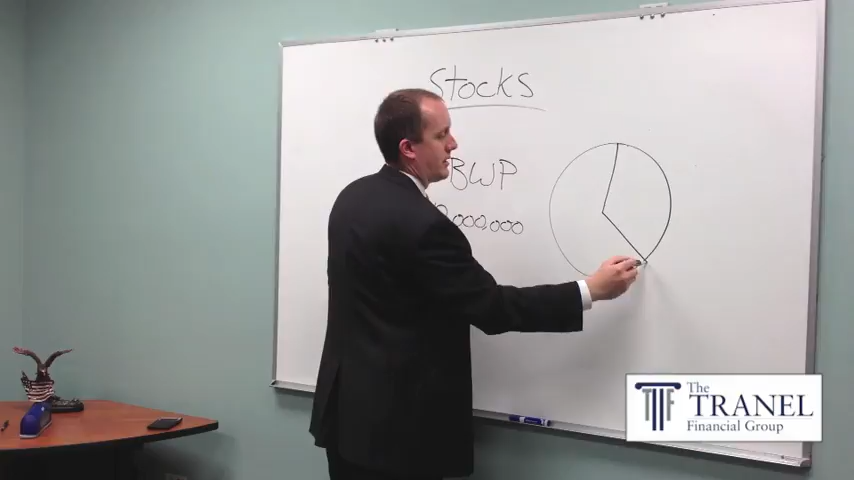 Stocks
BWP
000,000
The
TRANEL
Financial Group